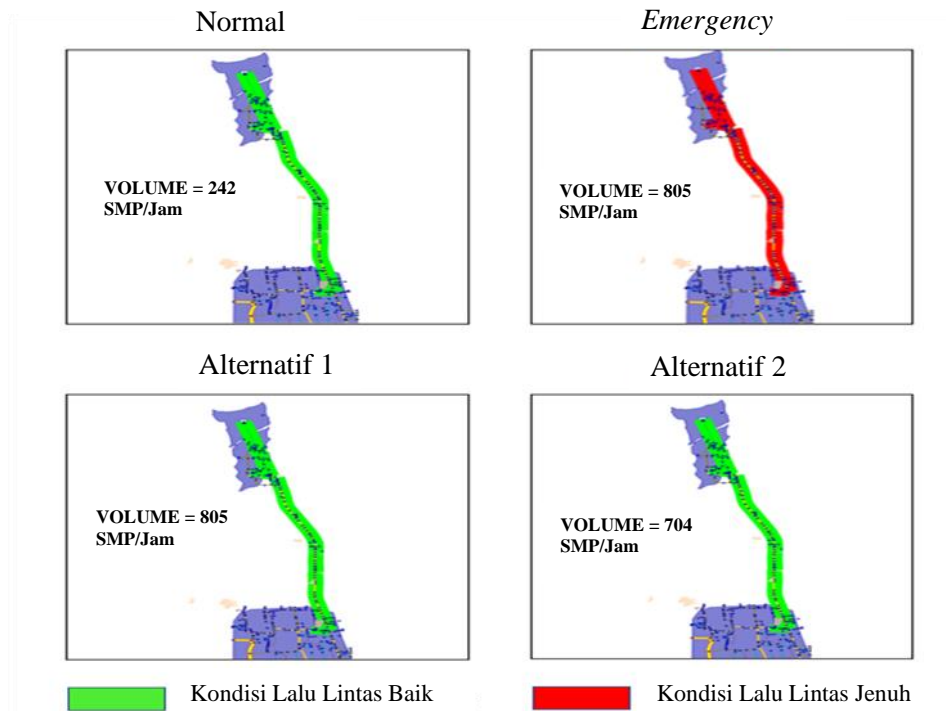 Normal
Emergency
VOLUME = 242
SMP/Jam
VOLUME = 805
SMP/Jam
Alternatif 1
Alternatif 2
VOLUME = 805
SMP/Jam
VOLUME = 704
SMP/Jam
Kondisi Lalu Lintas Baik
Kondisi Lalu Lintas Jenuh